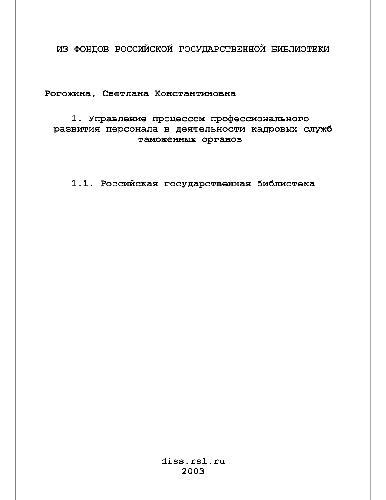 ИЗ ФОНДОВ РОССИЙСКОЙ ГОСУДАРСТВЕННОЙ БИБЛИОТЕКИ
Рогожина, Светлана Константиновна
1. Управление процессом профессионального
развития персонала в деятельности кадровых служб
таможенных органов
1.1. Российская государственная библиотека
diss.rsl.ru
2003